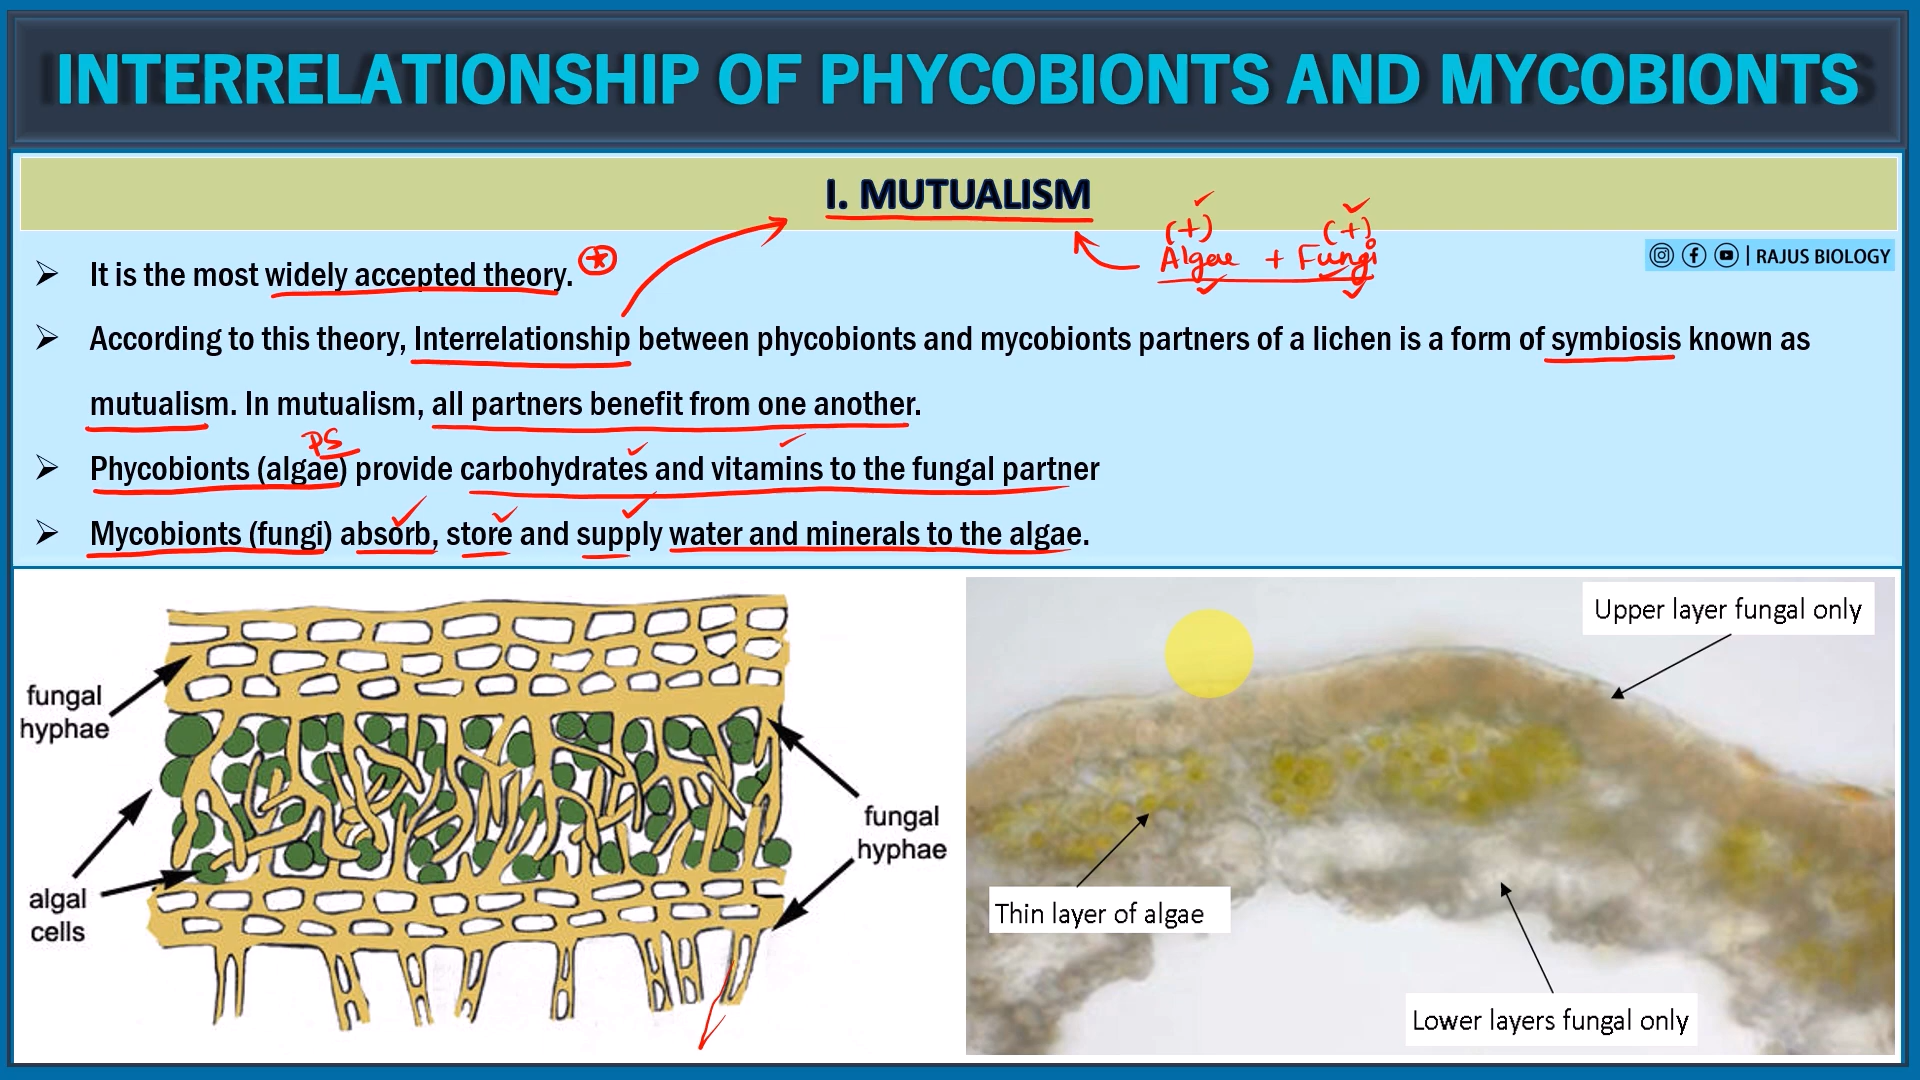 INTERRELATIONSHIP OF PHYCOBIONTS AND MYCOBIONTS
I. MUTUALISM
(+) (+)
Algae + Fungi
| RAJUS BIOLOGY
It is the most widely accepted theory.
According to this theory, Interrelationship between phycobionts and mycobionts partners of a lichen is a form of symbiosis known as
mutualism. In mutualism, all partners benefit from one another.
PS
Phycobionts (algae) provide carbohydrates and vitamins to the fungal partner
Mycobionts (fungi) absorb, store and supply water and minerals to the algae.
fungal
hyphae
algal
cells
fungal
hyphae
Upper layer fungal only
Thin layer of algae
Lower layers fungal only